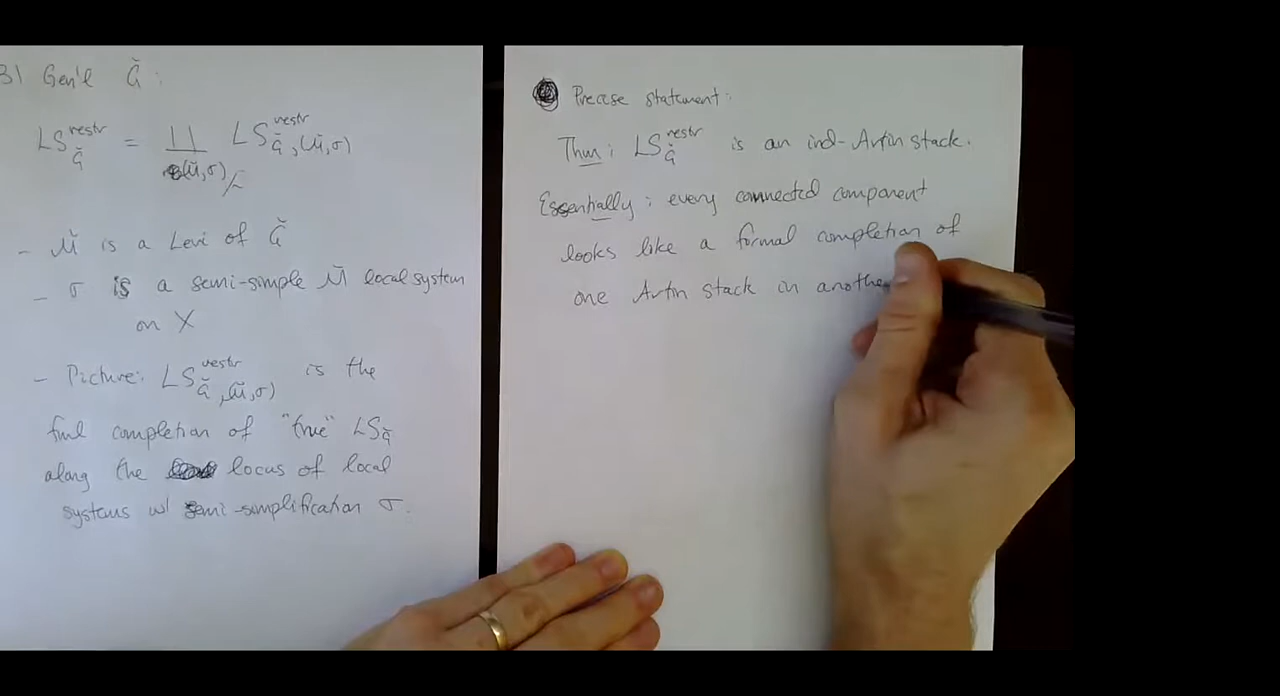 3) Gen'l Ǧ :
LS^restr_Ǧ = ∐_(M̌,σ)/~ LS^restr_Ǧ,(M̌,σ)
- M̌ is a Levi of Ǧ
- σ is a semi-simple M̌ local system
on X
- Picture: LS^restr_Ǧ,(M̌,σ) is the
fml completion of "true" LS_Ǧ
along the locus of local
systems w/ semi-simplification σ.
Precise statement:
Thm: LS^restr_Ǧ is an ind-Artin stack.
Essentially: every connected component
looks like a formal completion of
one Artin stack in anothe